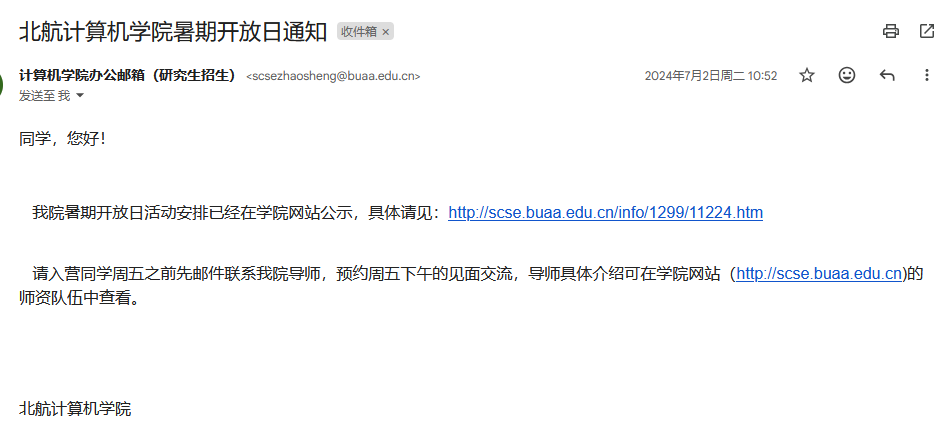 北航计算机学院暑期开放日通知 收件箱 ×
计算机学院办公邮箱（研究生招生） <scsezhaosheng@buaa.edu.cn> 2024年7月2日周二 10:52
发送至 我
同学，您好！
我院暑期开放日活动安排已经在学院网站公示，具体请见：http://scse.buaa.edu.cn/info/1299/11224.htm
请入营同学周五之前先邮件联系我院导师，预约周五下午的见面交流，导师具体介绍可在学院网站（http://scse.buaa.edu.cn)的
师资队伍中查看。
北航计算机学院